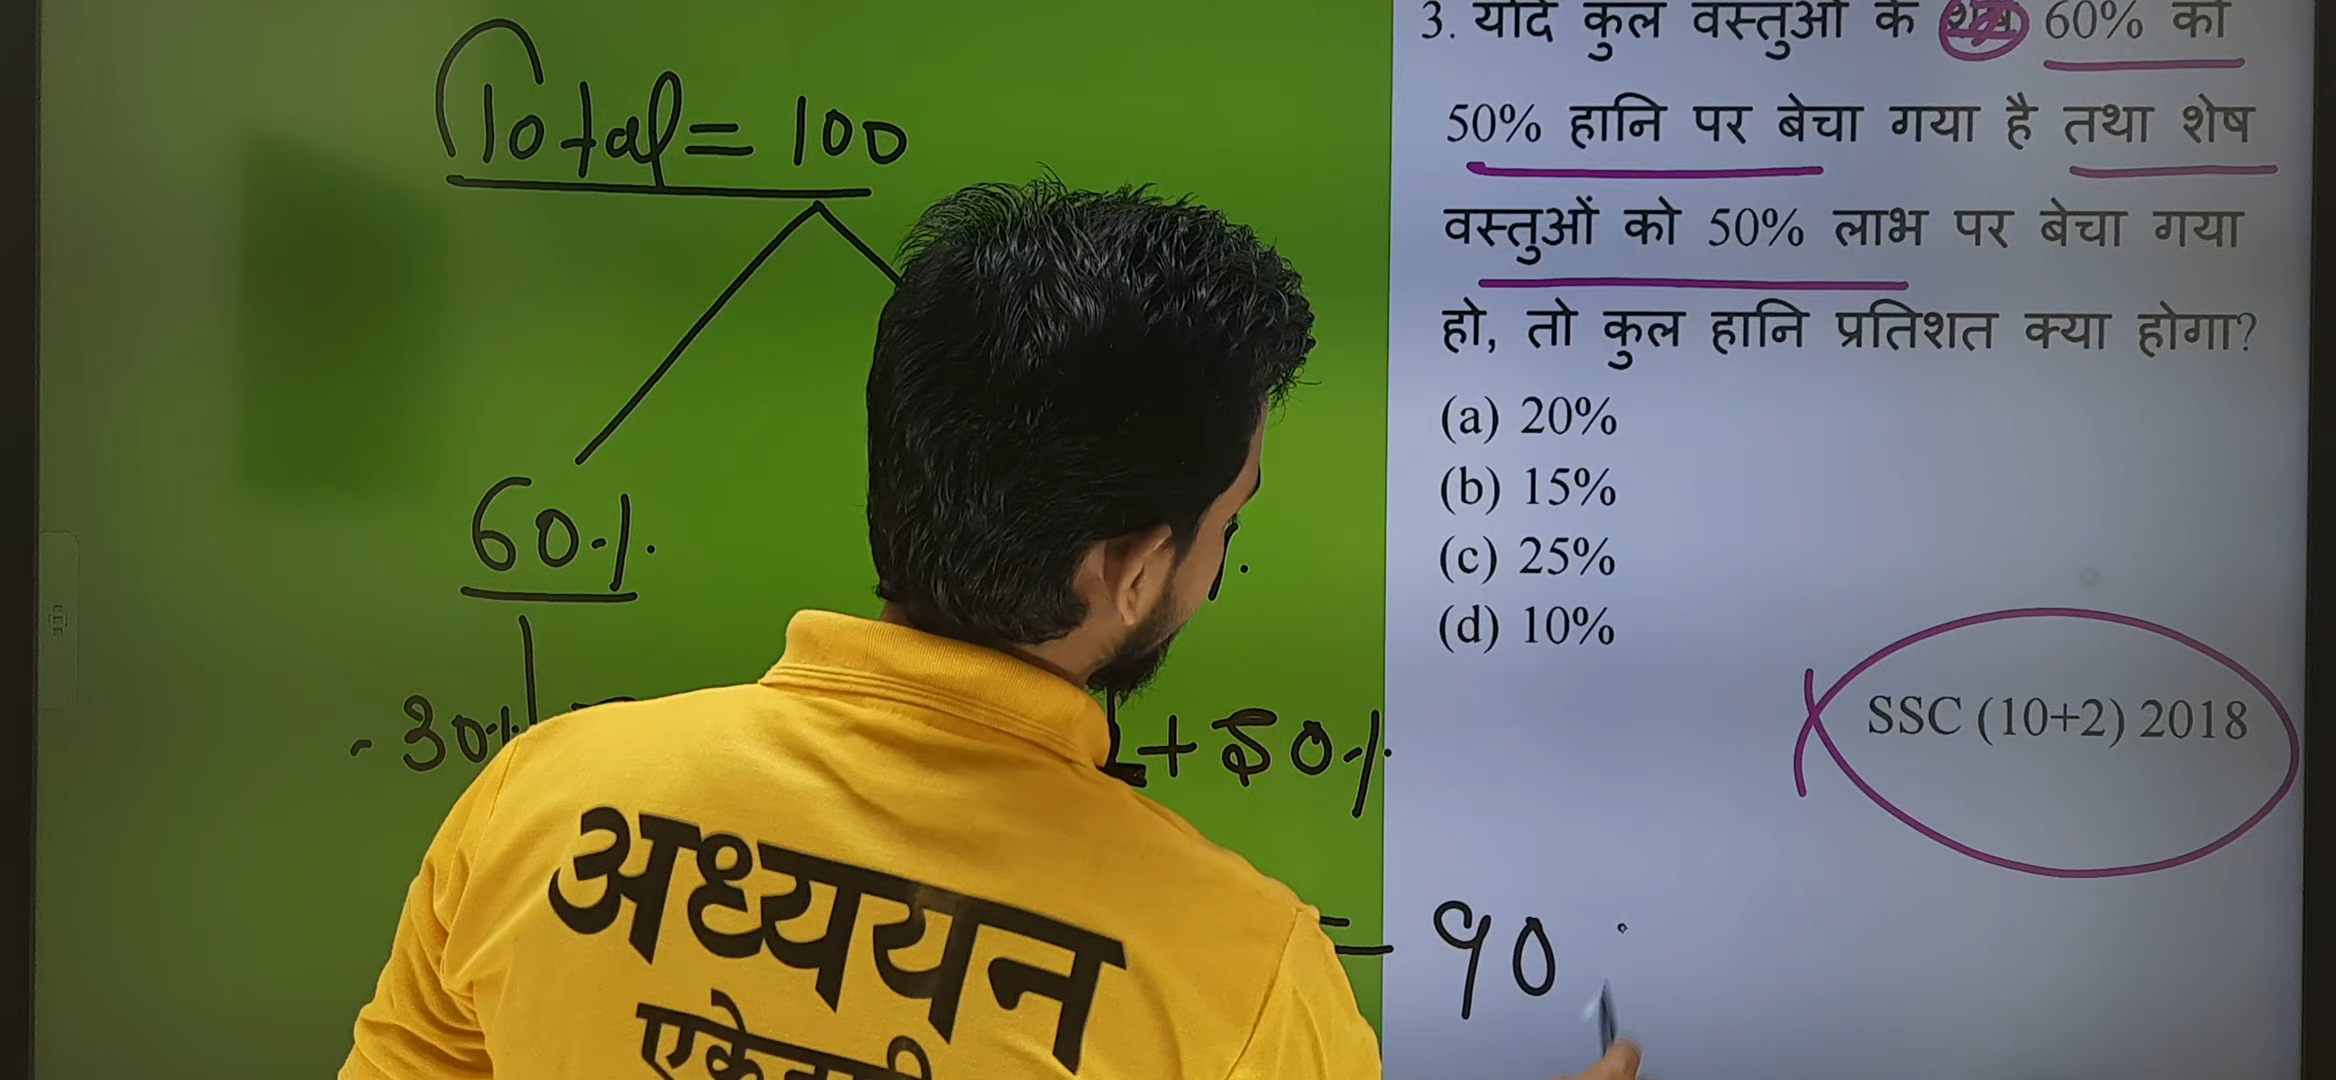 Total = 100
60%.
- 30%
+ 50%.
= 90
3. यदि कुल वस्तुओं के 60% को
50% हानि पर बेचा गया है तथा शेष
वस्तुओं को 50% लाभ पर बेचा गया
हो, तो कुल हानि प्रतिशत क्या होगा?
(a) 20%
(b) 15%
(c) 25%
(d) 10%
SSC (10+2) 2018
अध्ययन